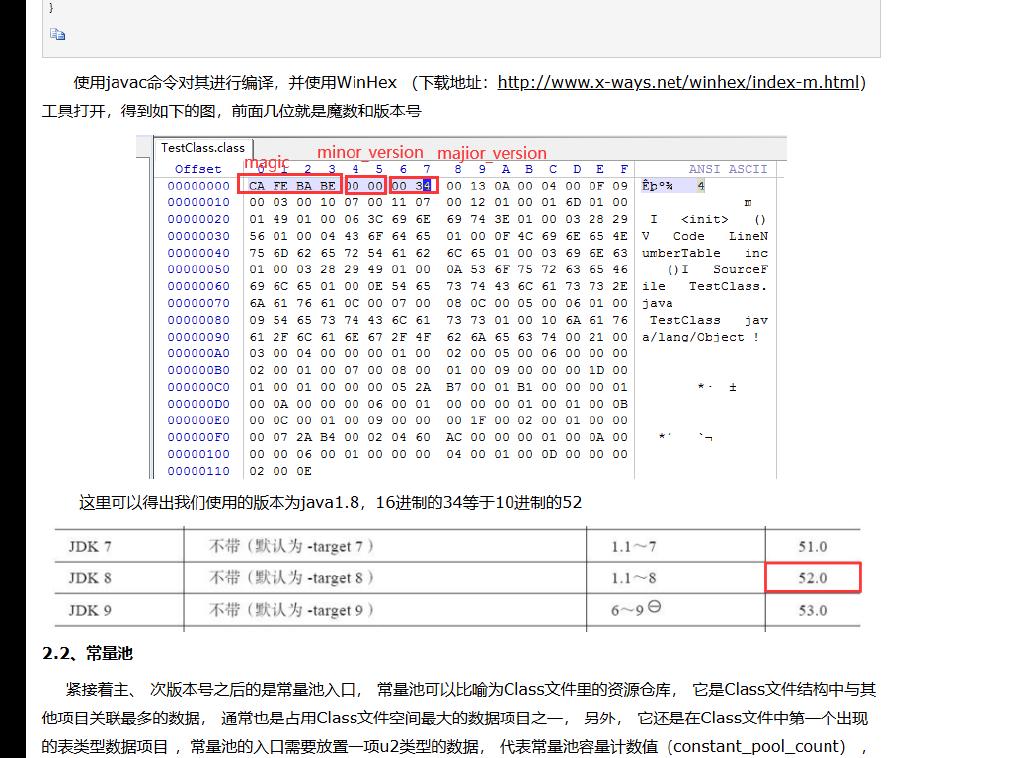 }
使用javac命令对其进行编译，并使用WinHex （下载地址：http://www.x-ways.net/winhex/index-m.html）
工具打开，得到如下的图，前面几位就是魔数和版本号
TestClass.class
magic minor_version majior_version
Offset 0 1 2 3 4 5 6 7 8 9 A B C D E F ANSI ASCII
00000000 CA FE BA BE 00 00 00 34 00 13 0A 00 04 00 0F 09 Êþº¾ 4
00000010 00 03 00 10 07 00 11 07 00 12 01 00 01 6D 01 00 m
00000020 01 49 01 00 06 3C 69 6E 69 74 3E 01 00 03 28 29 I <init> ()
00000030 56 01 00 04 43 6F 64 65 01 00 0F 4C 69 6E 65 4E V Code LineN
00000040 75 6D 62 65 72 54 61 62 6C 65 01 00 03 69 6E 63 umberTable inc
00000050 01 00 03 28 29 49 01 00 0A 53 6F 75 72 63 65 46 ()I SourceF
00000060 69 6C 65 01 00 0E 54 65 73 74 43 6C 61 73 73 2E ile TestClass.
00000070 6A 61 76 61 0C 00 07 00 08 0C 00 05 00 06 01 00 java
00000080 09 54 65 73 74 43 6C 61 73 73 01 00 10 6A 61 76 TestClass jav
00000090 61 2F 6C 61 6E 67 2F 4F 62 6A 65 63 74 00 21 00 a/lang/Object !
000000A0 03 00 04 00 00 00 01 00 02 00 05 00 06 00 00 00
000000B0 02 00 01 00 07 00 08 00 01 00 09 00 00 00 1D 00
000000C0 01 00 01 00 00 00 05 2A B7 00 01 B1 00 00 00 01 *· ±
000000D0 00 0A 00 00 00 06 00 01 00 00 00 01 00 01 00 0B
000000E0 00 0C 00 01 00 09 00 00 00 1F 00 02 00 01 00 00
000000F0 00 07 2A B4 00 02 04 60 AC 00 00 00 01 00 0A 00 *´ `¬
00000100 00 00 06 00 01 00 00 00 04 00 01 00 0D 00 00 00
00000110 02 00 0E
这里可以得出我们使用的版本为java1.8，16进制的34等于10进制的52
JDK 7 不带（默认为 -target 7 ） 1.1～7 51.0
JDK 8 不带（默认为 -target 8 ） 1.1～8 52.0
JDK 9 不带（默认为 -target 9 ） 6～9㊀ 53.0
2.2、常量池
紧接着主、 次版本号之后的是常量池入口， 常量池可以比喻为Class文件里的资源仓库， 它是Class文件结构中与其
他项目关联最多的数据， 通常也是占用Class文件空间最大的数据项目之一， 另外， 它还是在Class文件中第一个出现
的表类型数据项目 ，常量池的入口需要放置一项u2类型的数据， 代表常量池容量计数值（constant_pool_count） ，